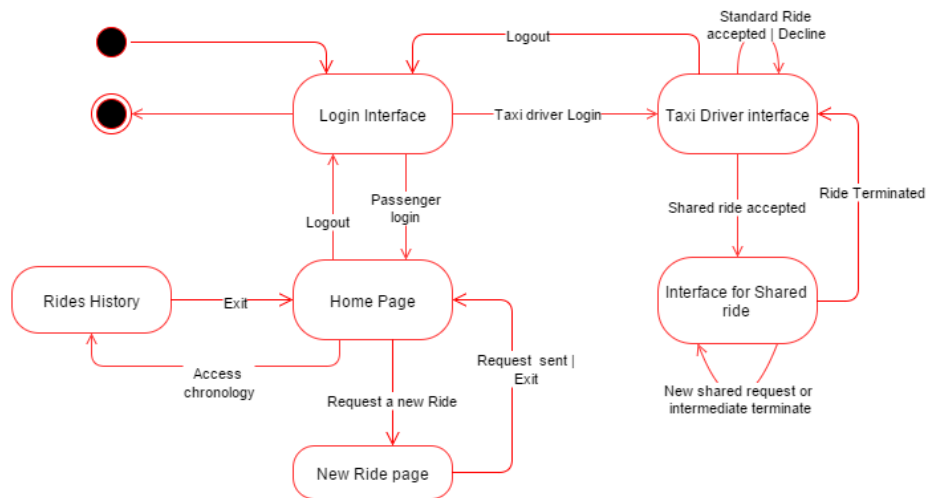 Standard Ride
accepted | Decline
Logout
Login Interface
Taxi driver Login
Taxi Driver interface
Passenger
login
Ride Terminated
Shared ride accepted
Logout
Rides History
Exit
Home Page
Interface for Shared
ride
Request sent |
Exit
Access
chronology
New shared request or
intermediate terminate
Request a new Ride
New Ride page